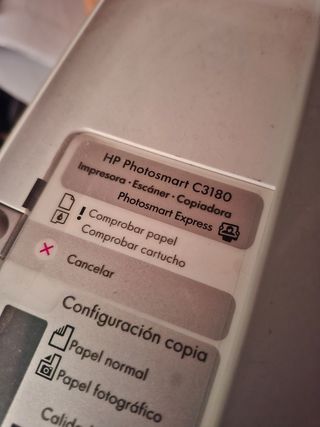 HP Photosmart C3180
Impresora · Escáner · Copiadora
Photosmart Express
! Comprobar papel
Comprobar cartucho
Cancelar
Configuración copia
Papel normal
Papel fotográfico